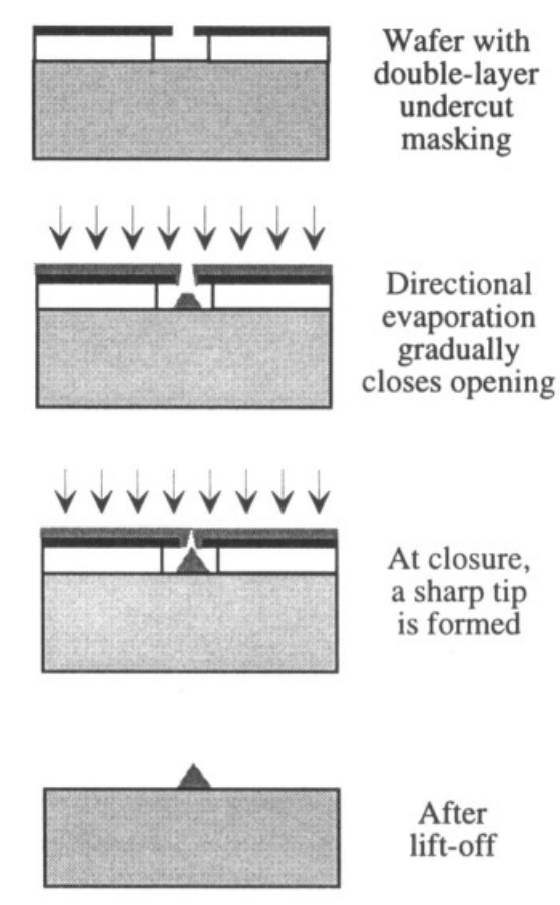 Wafer with
double-layer
undercut
masking
Directional
evaporation
gradually
closes opening
At closure,
a sharp tip
is formed
After
lift-off